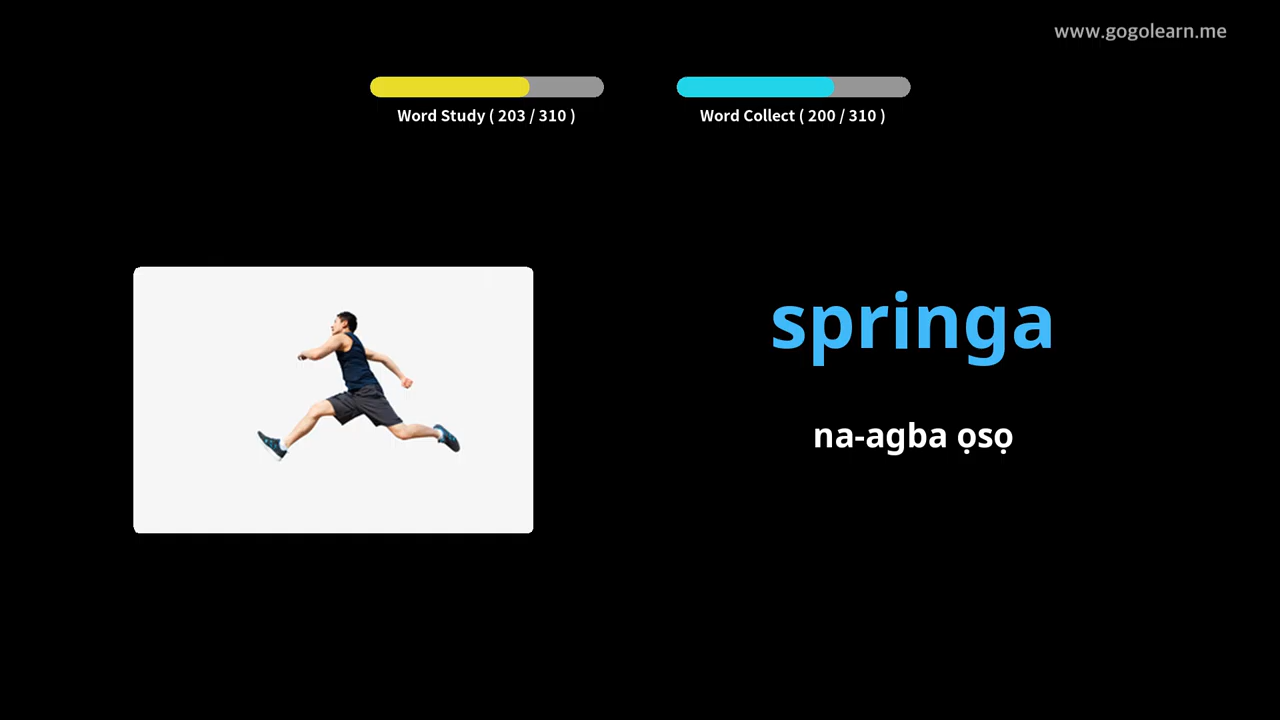 www.gogolearn.me
Word Study ( 203 / 310 )
Word Collect ( 200 / 310 )
springa
na-agba ọsọ